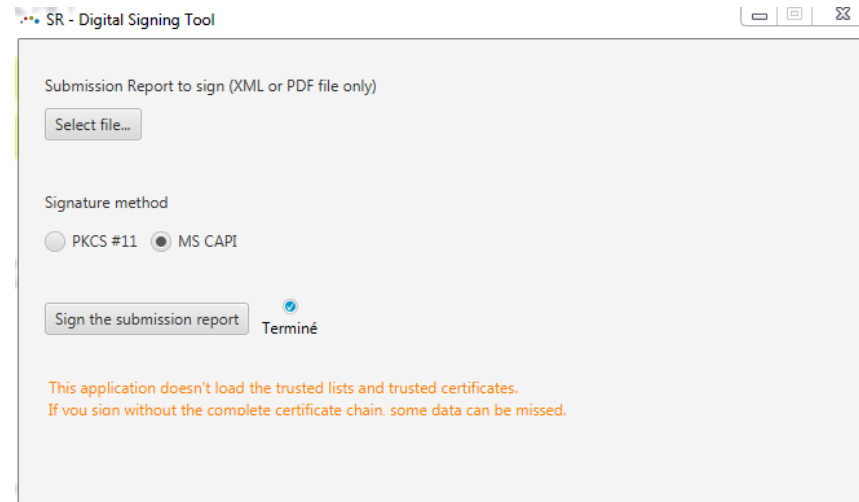 SR - Digital Signing Tool
Submission Report to sign (XML or PDF file only)
Select file...
Signature method
PKCS #11 MS CAPI
Sign the submission report
Terminé
This application doesn't load the trusted lists and trusted certificates.
If you sign without the complete certificate chain, some data can be missed.